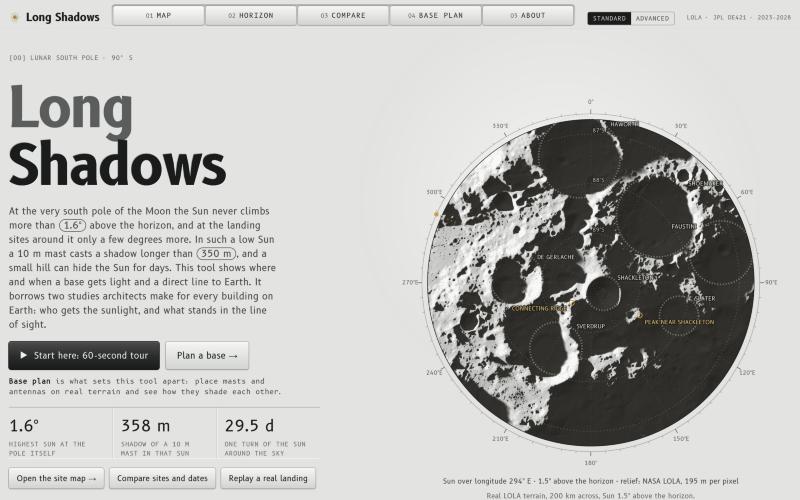 Long Shadows
01 MAP
02 HORIZON
03 COMPARE
04 BASE PLAN
05 ABOUT
STANDARD
ADVANCED
LOLA · JPL DE421 · 2023-2028
[00] LUNAR SOUTH POLE · 90° S
Long
Shadows
At the very south pole of the Moon the Sun never climbs
more than 1.6° above the horizon, and at the landing
sites around it only a few degrees more. In such a low Sun
a 10 m mast casts a shadow longer than 350 m, and a
small hill can hide the Sun for days. This tool shows where
and when a base gets light and a direct line to Earth. It
borrows two studies architects make for every building on
Earth: who gets the sunlight, and what stands in the line
of sight.
▶ Start here: 60-second tour
Plan a base →
Base plan is what sets this tool apart: place masts and
antennas on real terrain and see how they shade each other.
1.6°
HIGHEST SUN AT THE
POLE ITSELF
358 m
SHADOW OF A 10 M
MAST IN THAT SUN
29.5 d
ONE TURN OF THE SUN
AROUND THE SKY
Open the site map →
Compare sites and dates
Replay a real landing
0°
30°E
60°E
90°E
120°E
150°E
180°
210°E
240°E
270°E
300°E
330°E
HAWORTH
87°S
88°S
89°S
SHOEMAKER
FAUSTINI
DE GERLACHE
SHACKLETON
SLATER
CONNECTING RIDGE
SVERDRUP
PEAK NEAR SHACKLETON
Sun over longitude 294° E · 1.5° above the horizon · relief: NASA LOLA, 195 m per pixel
Real LOLA terrain, 200 km across, Sun 1.5° above the horizon.